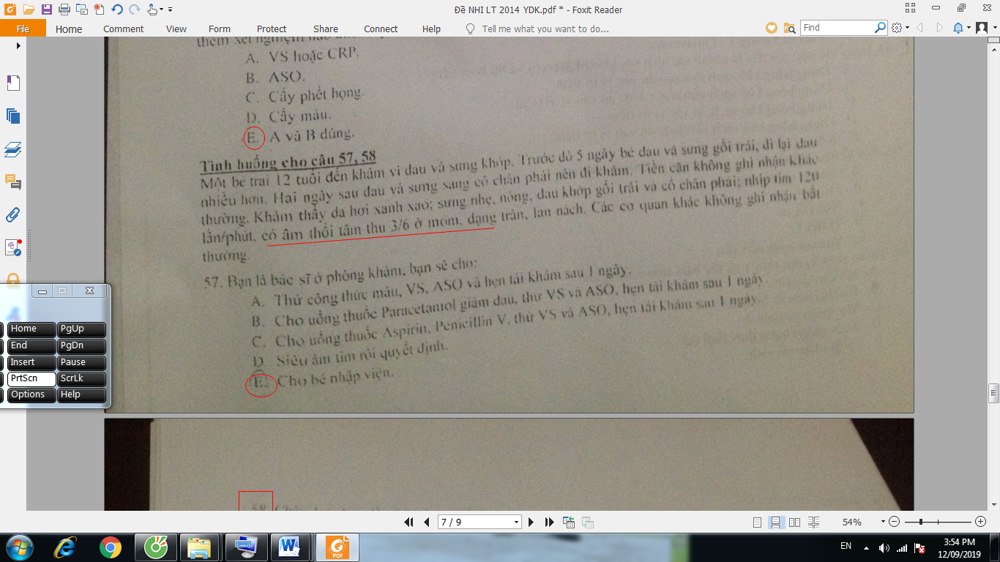 Đề NHI LT 2014 YDK.pdf * - Foxit Reader
File Home Comment View Form Protect Share Connect Help Tell me what you want to do... Find
thêm xét nghiệm nào
A. VS hoặc CRP.
B. ASO.
C. Cấy phết họng.
D. Cấy máu.
E. A và B đúng.
Tình huống cho câu 57, 58
Một bé trai 12 tuổi đến khám vì đau và sưng khớp. Trước đó 5 ngày bé đau và sưng gối trái, đi lại đau
nhiều hơn. Hai ngày sau đau và sưng sang cổ chân phải nên đi khám. Tiền căn không ghi nhận khác
thường. Khám thấy da hơi xanh xao; sưng nhẹ, nóng, đau khớp gối trái và cổ chân phải; nhịp tim 120
lần/phút, có âm thổi tâm thu 3/6 ở mỏm, dạng tràn, lan nách. Các cơ quan khác không ghi nhận bất
thường.
57. Bạn là bác sĩ ở phòng khám, bạn sẽ cho:
A. Thử công thức máu, VS, ASO và hẹn tái khám sau 1 ngày.
B. Cho uống thuốc Paracetamol giảm đau, thử VS và ASO, hẹn tái khám sau 1 ngày.
C. Cho uống thuốc Aspirin, Penicillin V, thử VS và ASO, hẹn tái khám sau 1 ngày
D. Siêu âm tim rồi quyết định.
E. Cho bé nhập viện.
58
Home PgUp
End PgDn
Insert Pause
PrtScn ScrLk
Options Help
7 / 9
54%
PDF
EN
3:54 PM
12/09/2019